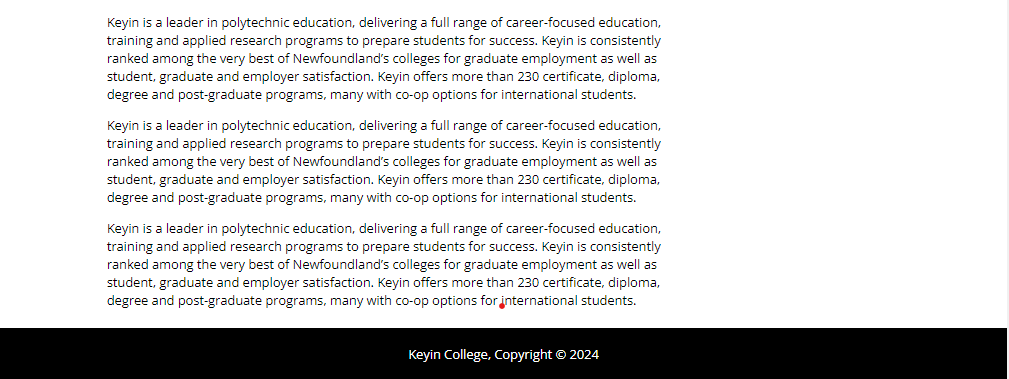 Keyin is a leader in polytechnic education, delivering a full range of career-focused education,
training and applied research programs to prepare students for success. Keyin is consistently
ranked among the very best of Newfoundland’s colleges for graduate employment as well as
student, graduate and employer satisfaction. Keyin offers more than 230 certificate, diploma,
degree and post-graduate programs, many with co-op options for international students.
Keyin is a leader in polytechnic education, delivering a full range of career-focused education,
training and applied research programs to prepare students for success. Keyin is consistently
ranked among the very best of Newfoundland’s colleges for graduate employment as well as
student, graduate and employer satisfaction. Keyin offers more than 230 certificate, diploma,
degree and post-graduate programs, many with co-op options for international students.
Keyin is a leader in polytechnic education, delivering a full range of career-focused education,
training and applied research programs to prepare students for success. Keyin is consistently
ranked among the very best of Newfoundland’s colleges for graduate employment as well as
student, graduate and employer satisfaction. Keyin offers more than 230 certificate, diploma,
degree and post-graduate programs, many with co-op options for international students.
Keyin College, Copyright © 2024